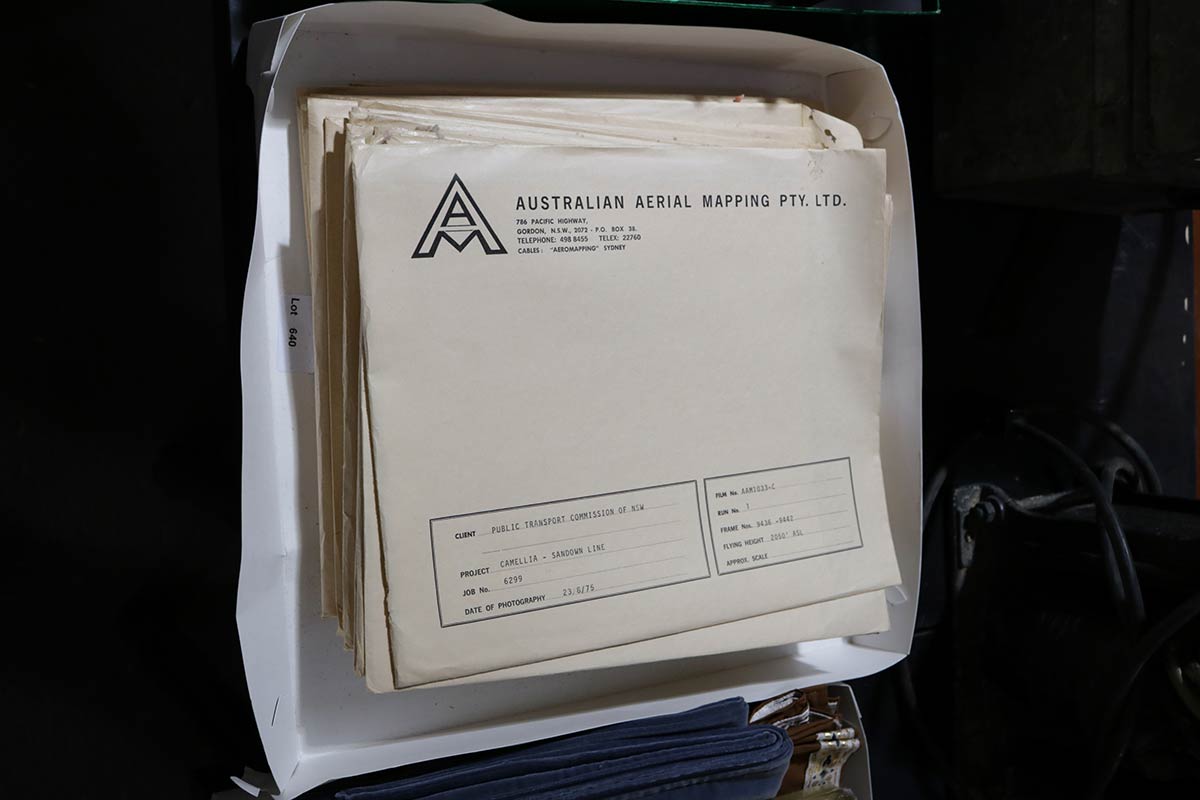 Lot 640
AAM
AUSTRALIAN AERIAL MAPPING PTY. LTD.
786 PACIFIC HIGHWAY,
GORDON, N.S.W., 2072 - P.O. BOX 38.
TELEPHONE: 498 8455 TELEX: 22760
CABLES: "AEROMAPPING" SYDNEY
CLIENT PUBLIC TRANSPORT COMMISSION OF NSW
PROJECT CAMELLIA - SANDOWN LINE
JOB No. 6299
DATE OF PHOTOGRAPHY 23/6/75
FILM No. AAM1033-C
RUN No. 1
FRAME Nos. 9436 -9442
FLYING HEIGHT 2050' ASL
APPROX. SCALE